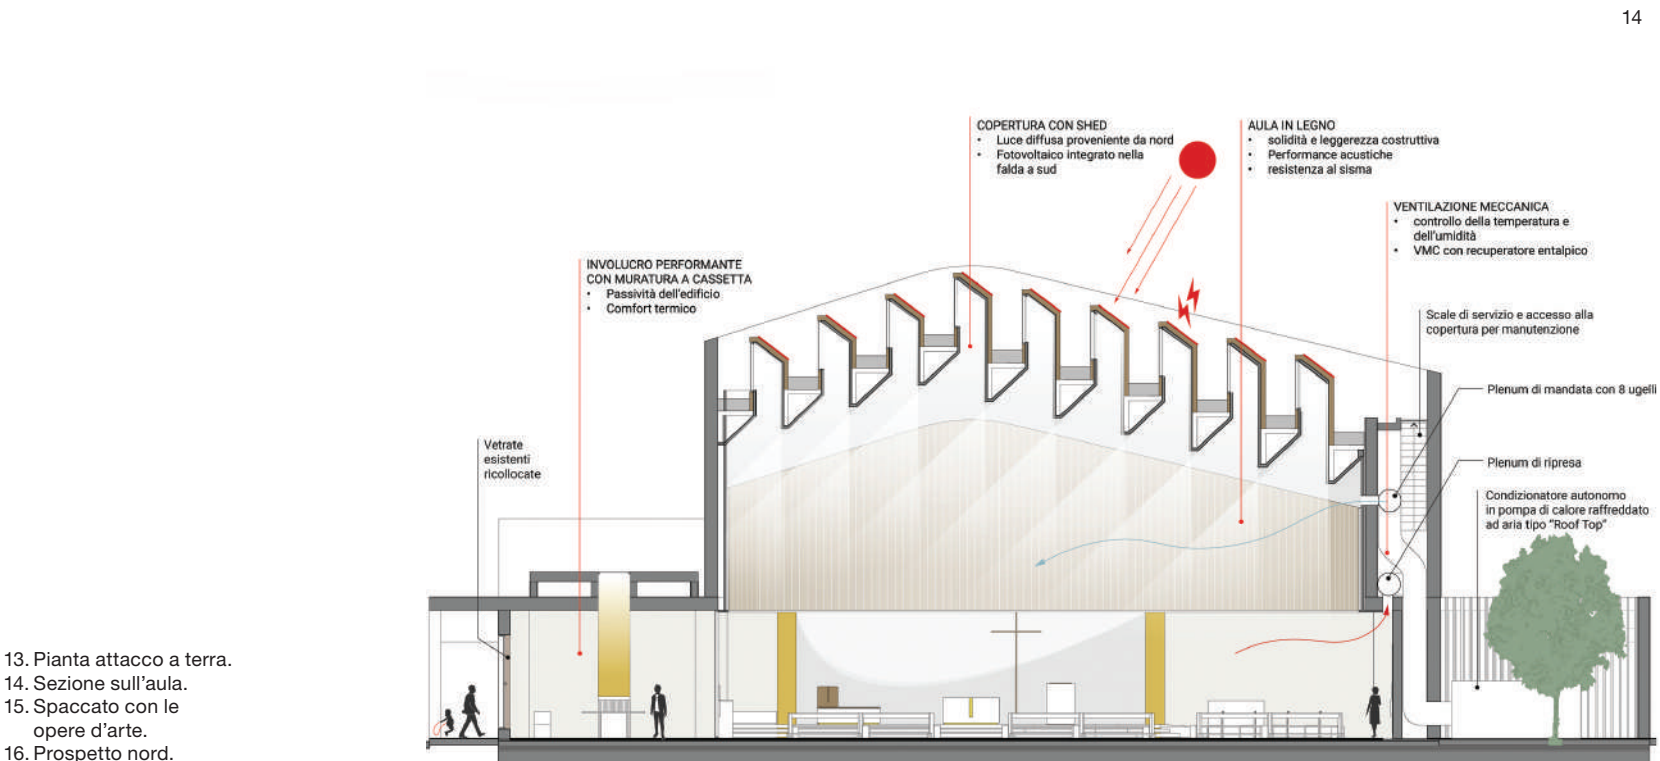 14
COPERTURA CON SHED
• Luce diffusa proveniente da nord
• Fotovoltaico integrato nella
falda a sud
AULA IN LEGNO
• solidità e leggerezza costruttiva
• Performance acustiche
• resistenza al sisma
VENTILAZIONE MECCANICA
• controllo della temperatura e
dell'umidità
• VMC con recuperatore entalpico
INVOLUCRO PERFORMANTE
CON MURATURA A CASSETTA
• Passività dell'edificio
• Comfort termico
Scale di servizio e accesso alla
copertura per manutenzione
Plenum di mandata con 8 ugelli
Vetrate
esistenti
ricollocate
Plenum di ripresa
Condizionatore autonomo
in pompa di calore raffreddato
ad aria tipo “Roof Top”
13. Pianta attacco a terra.
14. Sezione sull’aula.
15. Spaccato con le
opere d’arte.
16. Prospetto nord.